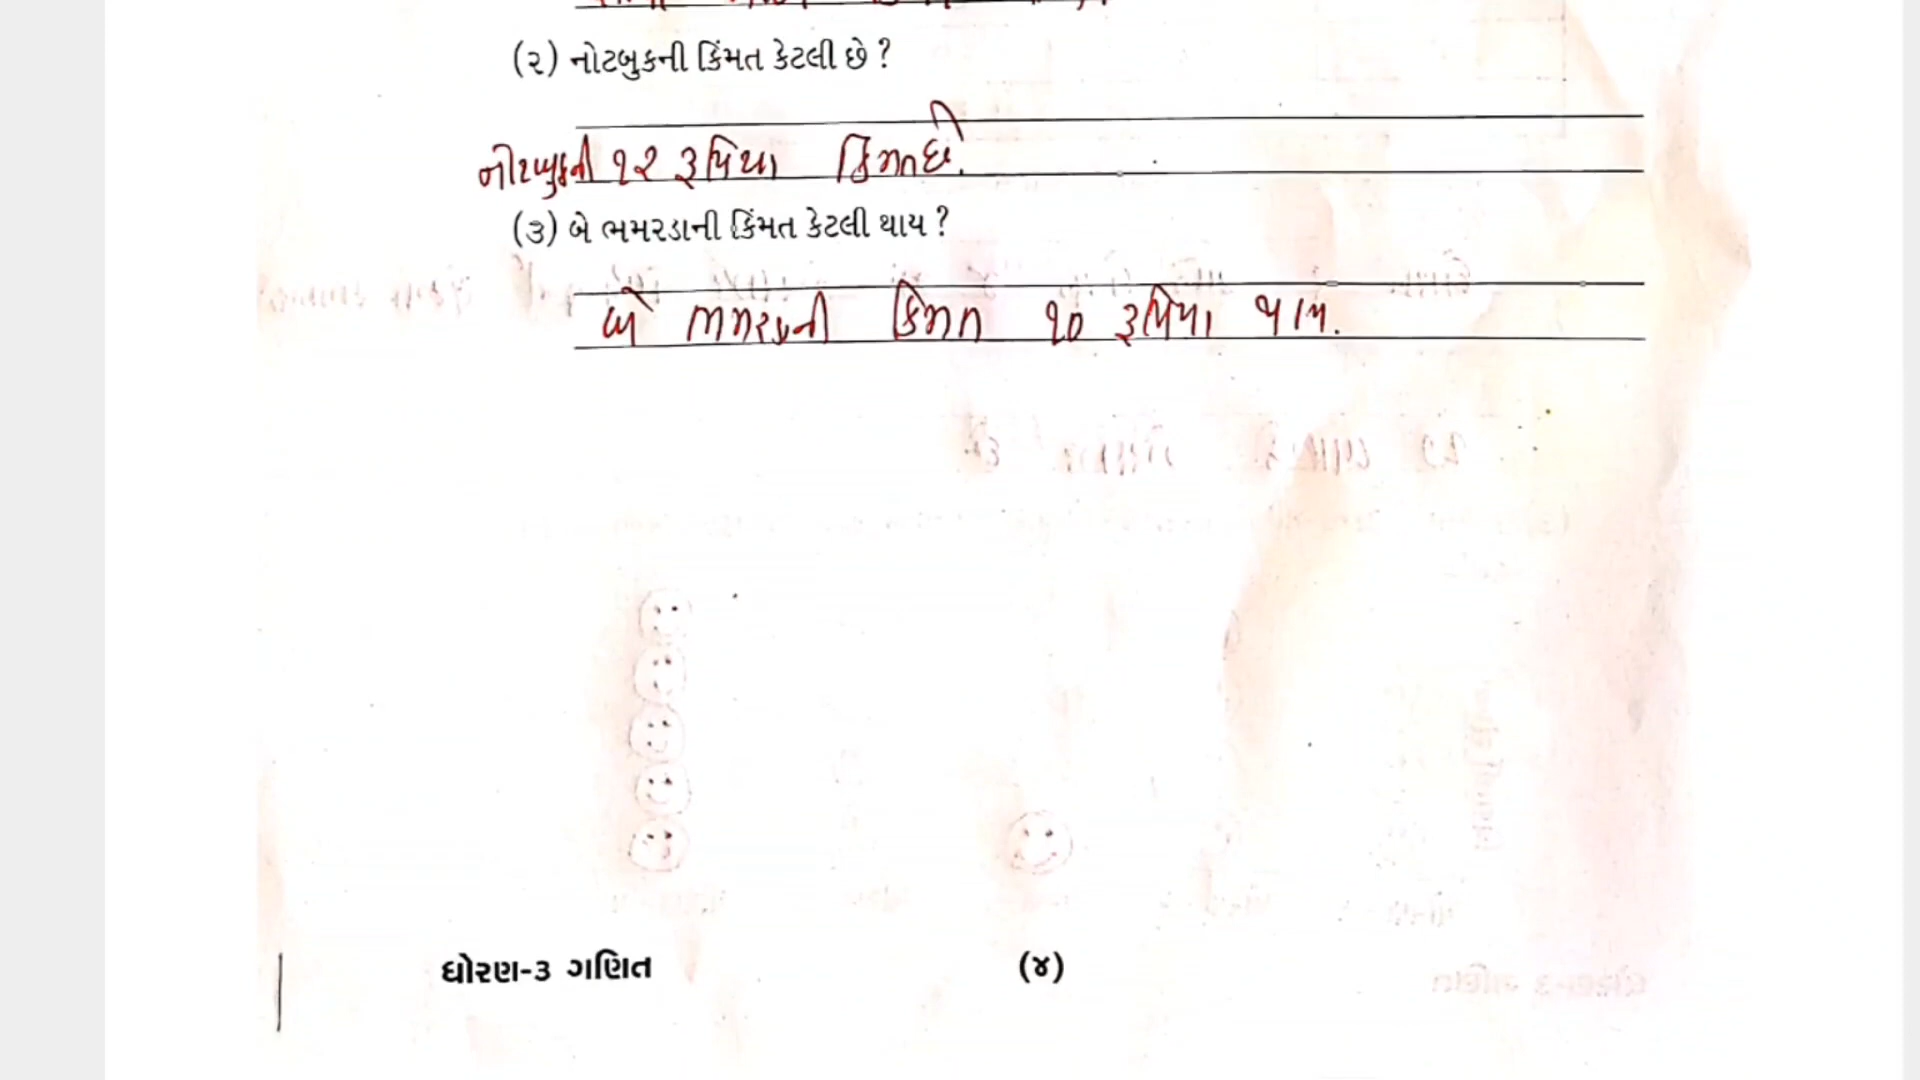 (૨) નોટબુકની કિંમત કેટલી છે ?
નોટબુકની ૧૨ રૂપિયા કિંમત છે.
(૩) બે ભમરડાની કિંમત કેટલી થાય ?
બે ભમરડાની કિંમત ૧૦ રૂપિયા થાય.
ધોરણ-૩ ગણિત (૪)